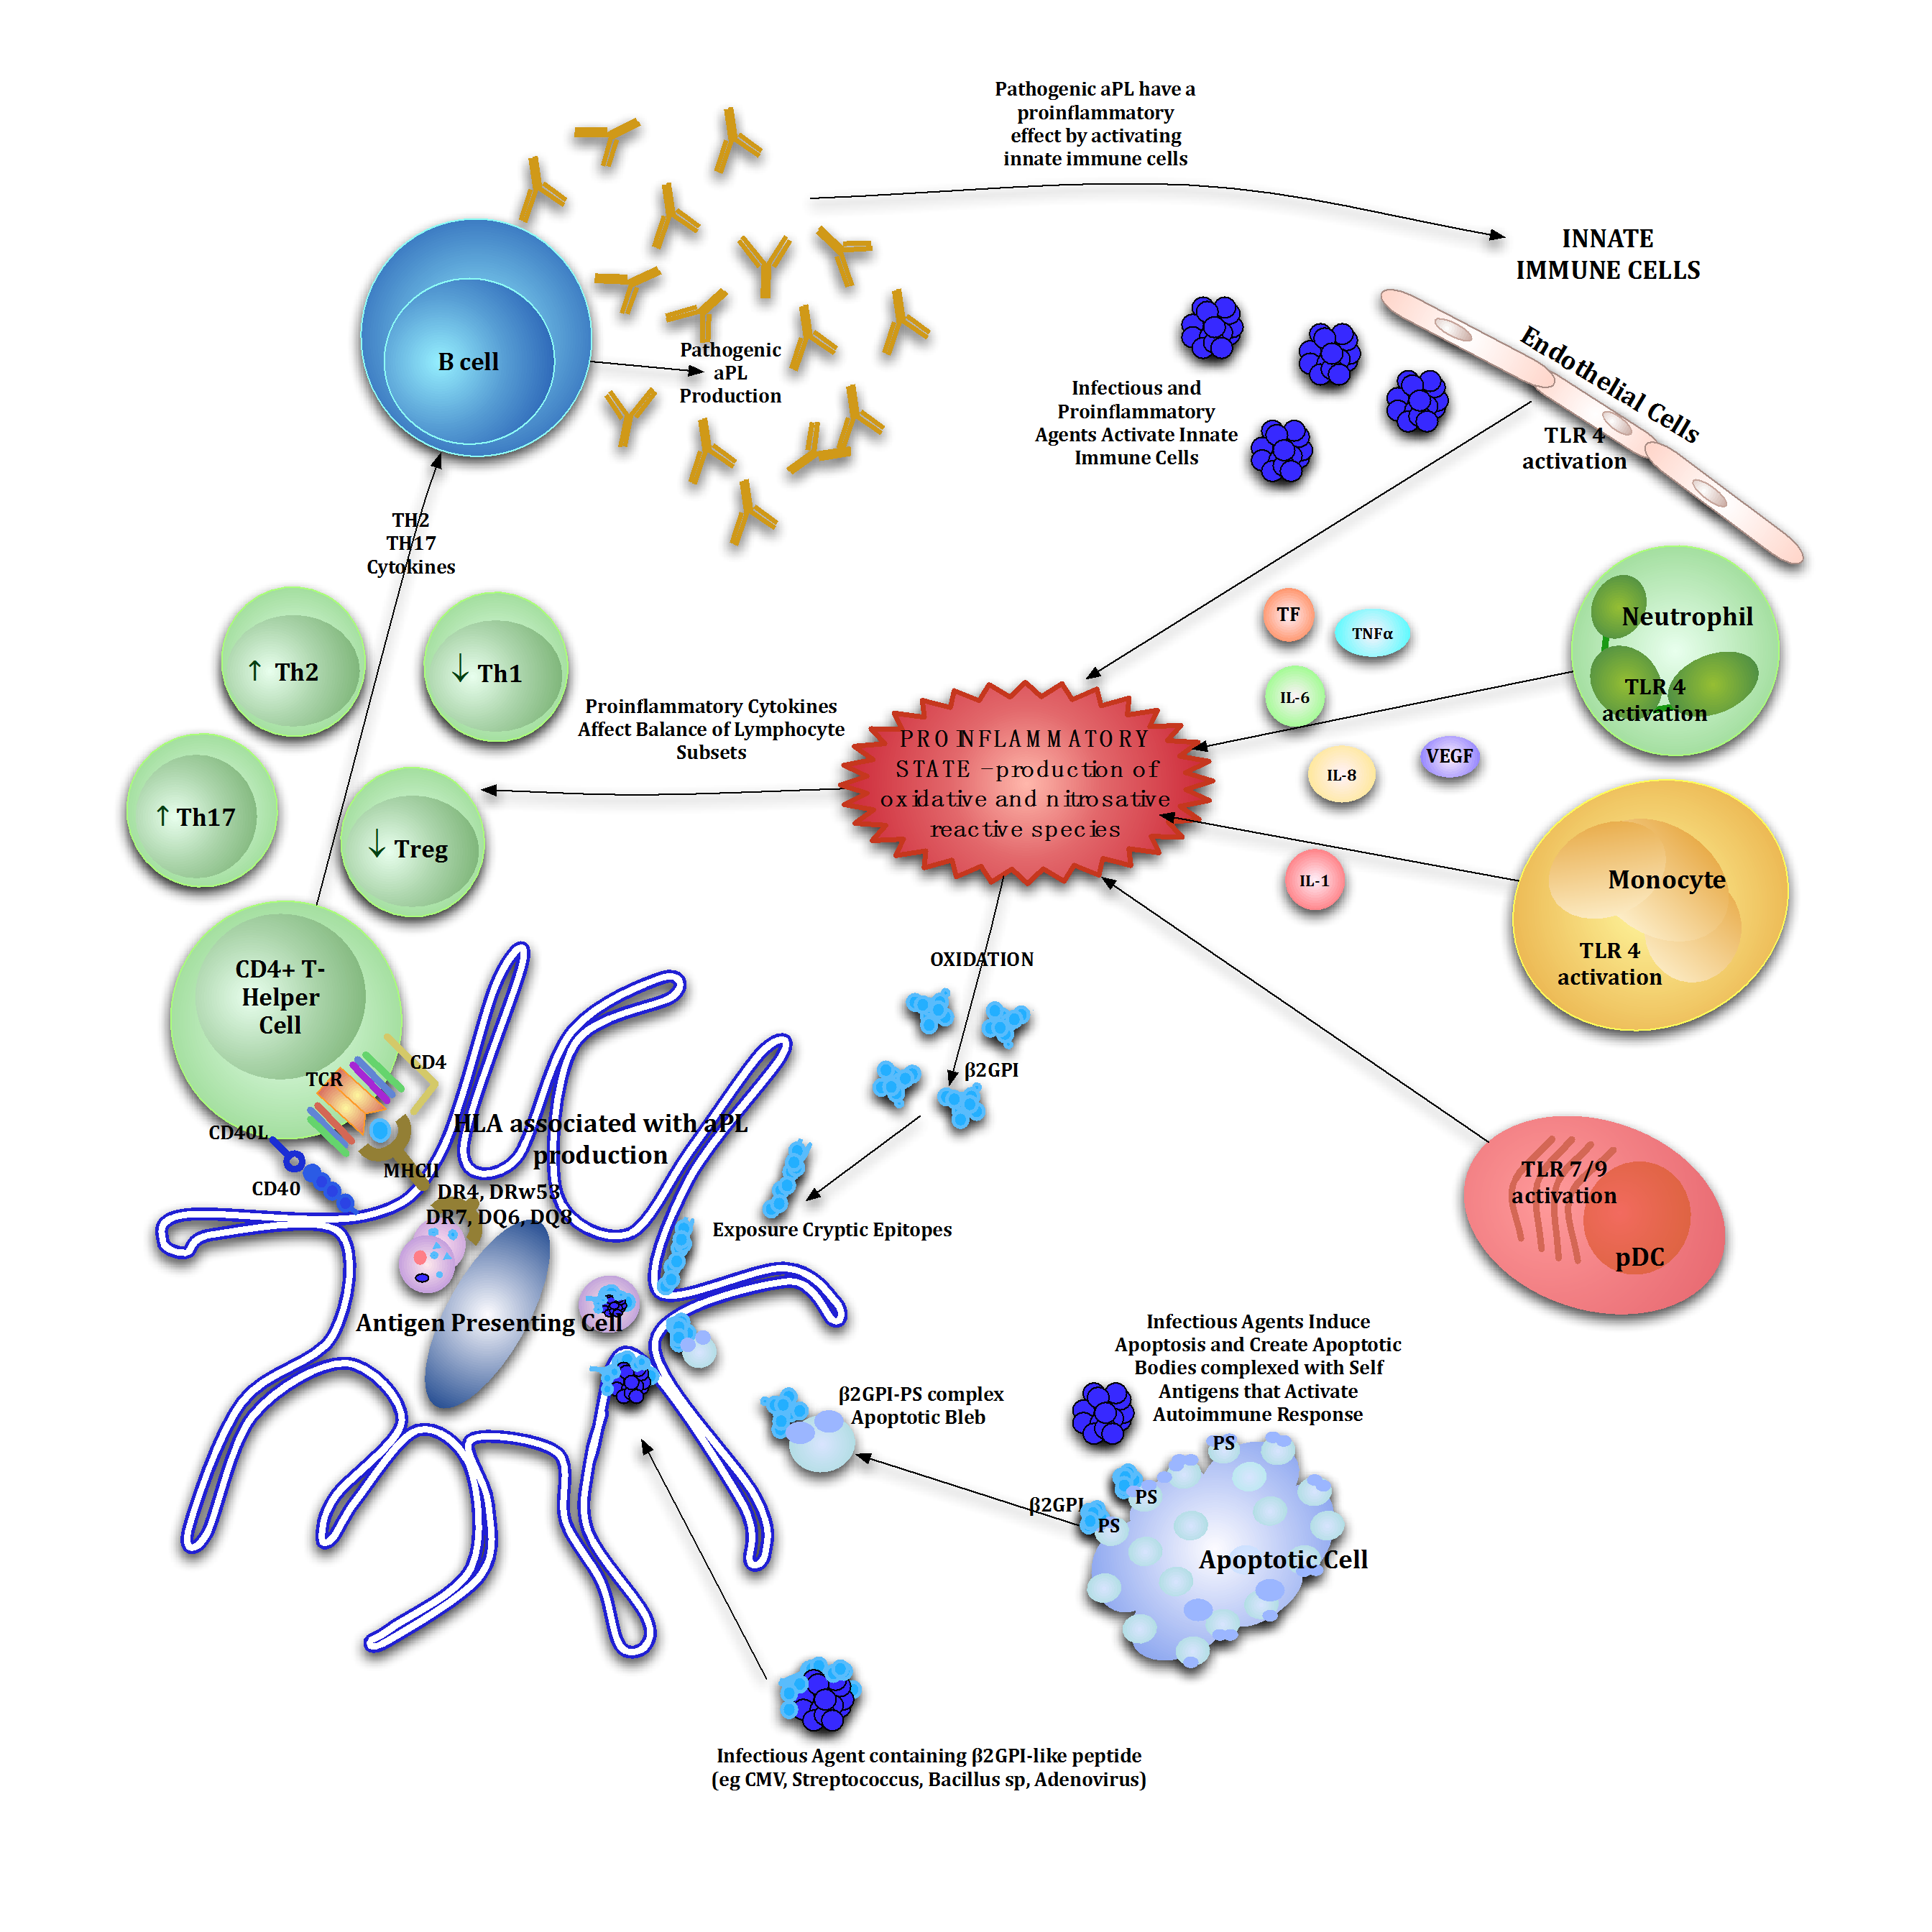 Pathogenic aPL have a
proinflammatory
effect by activating
innate immune cells
INNATE
IMMUNE CELLS
B cell
Pathogenic
aPL
Production
Infectious and
Proinflammatory
Agents Activate Innate
Immune Cells
Endothelial Cells
TLR 4
activation
TH2
TH17
Cytokines
↑ Th2
↓ Th1
↑ Th17
↓ Treg
Proinflammatory Cytokines
Affect Balance of Lymphocyte
Subsets
PROINFLAMMATORY
STATE –production of
oxidative and nitrosative
reactive species
TF
TNFα
IL-6
IL-8
VEGF
IL-1
Neutrophil
TLR 4
activation
Monocyte
TLR 4
activation
CD4+ T-
Helper
Cell
OXIDATION
β2GPI
TCR
CD4
CD40L
CD40
MHCII
HLA associated with aPL
production
DR4, DRw53
DR7, DQ6, DQ8
Exposure Cryptic Epitopes
TLR 7/9
activation
pDC
Antigen Presenting Cell
Infectious Agents Induce
Apoptosis and Create Apoptotic
Bodies complexed with Self
Antigens that Activate
Autoimmune Response
β2GPI-PS complex
Apoptotic Bleb
PS
PS
β2GPI
PS
Apoptotic Cell
Infectious Agent containing β2GPI-like peptide
(eg CMV, Streptococcus, Bacillus sp, Adenovirus)